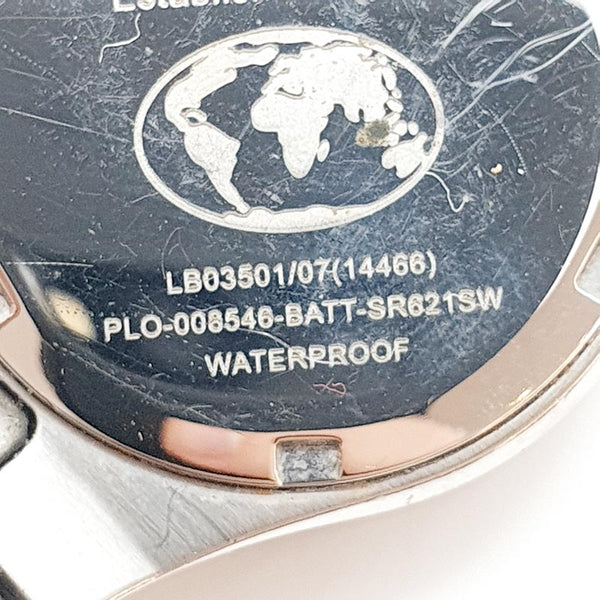 LB03501/07(14466)
PLO-008546-BATT-SR621SW
WATERPROOF